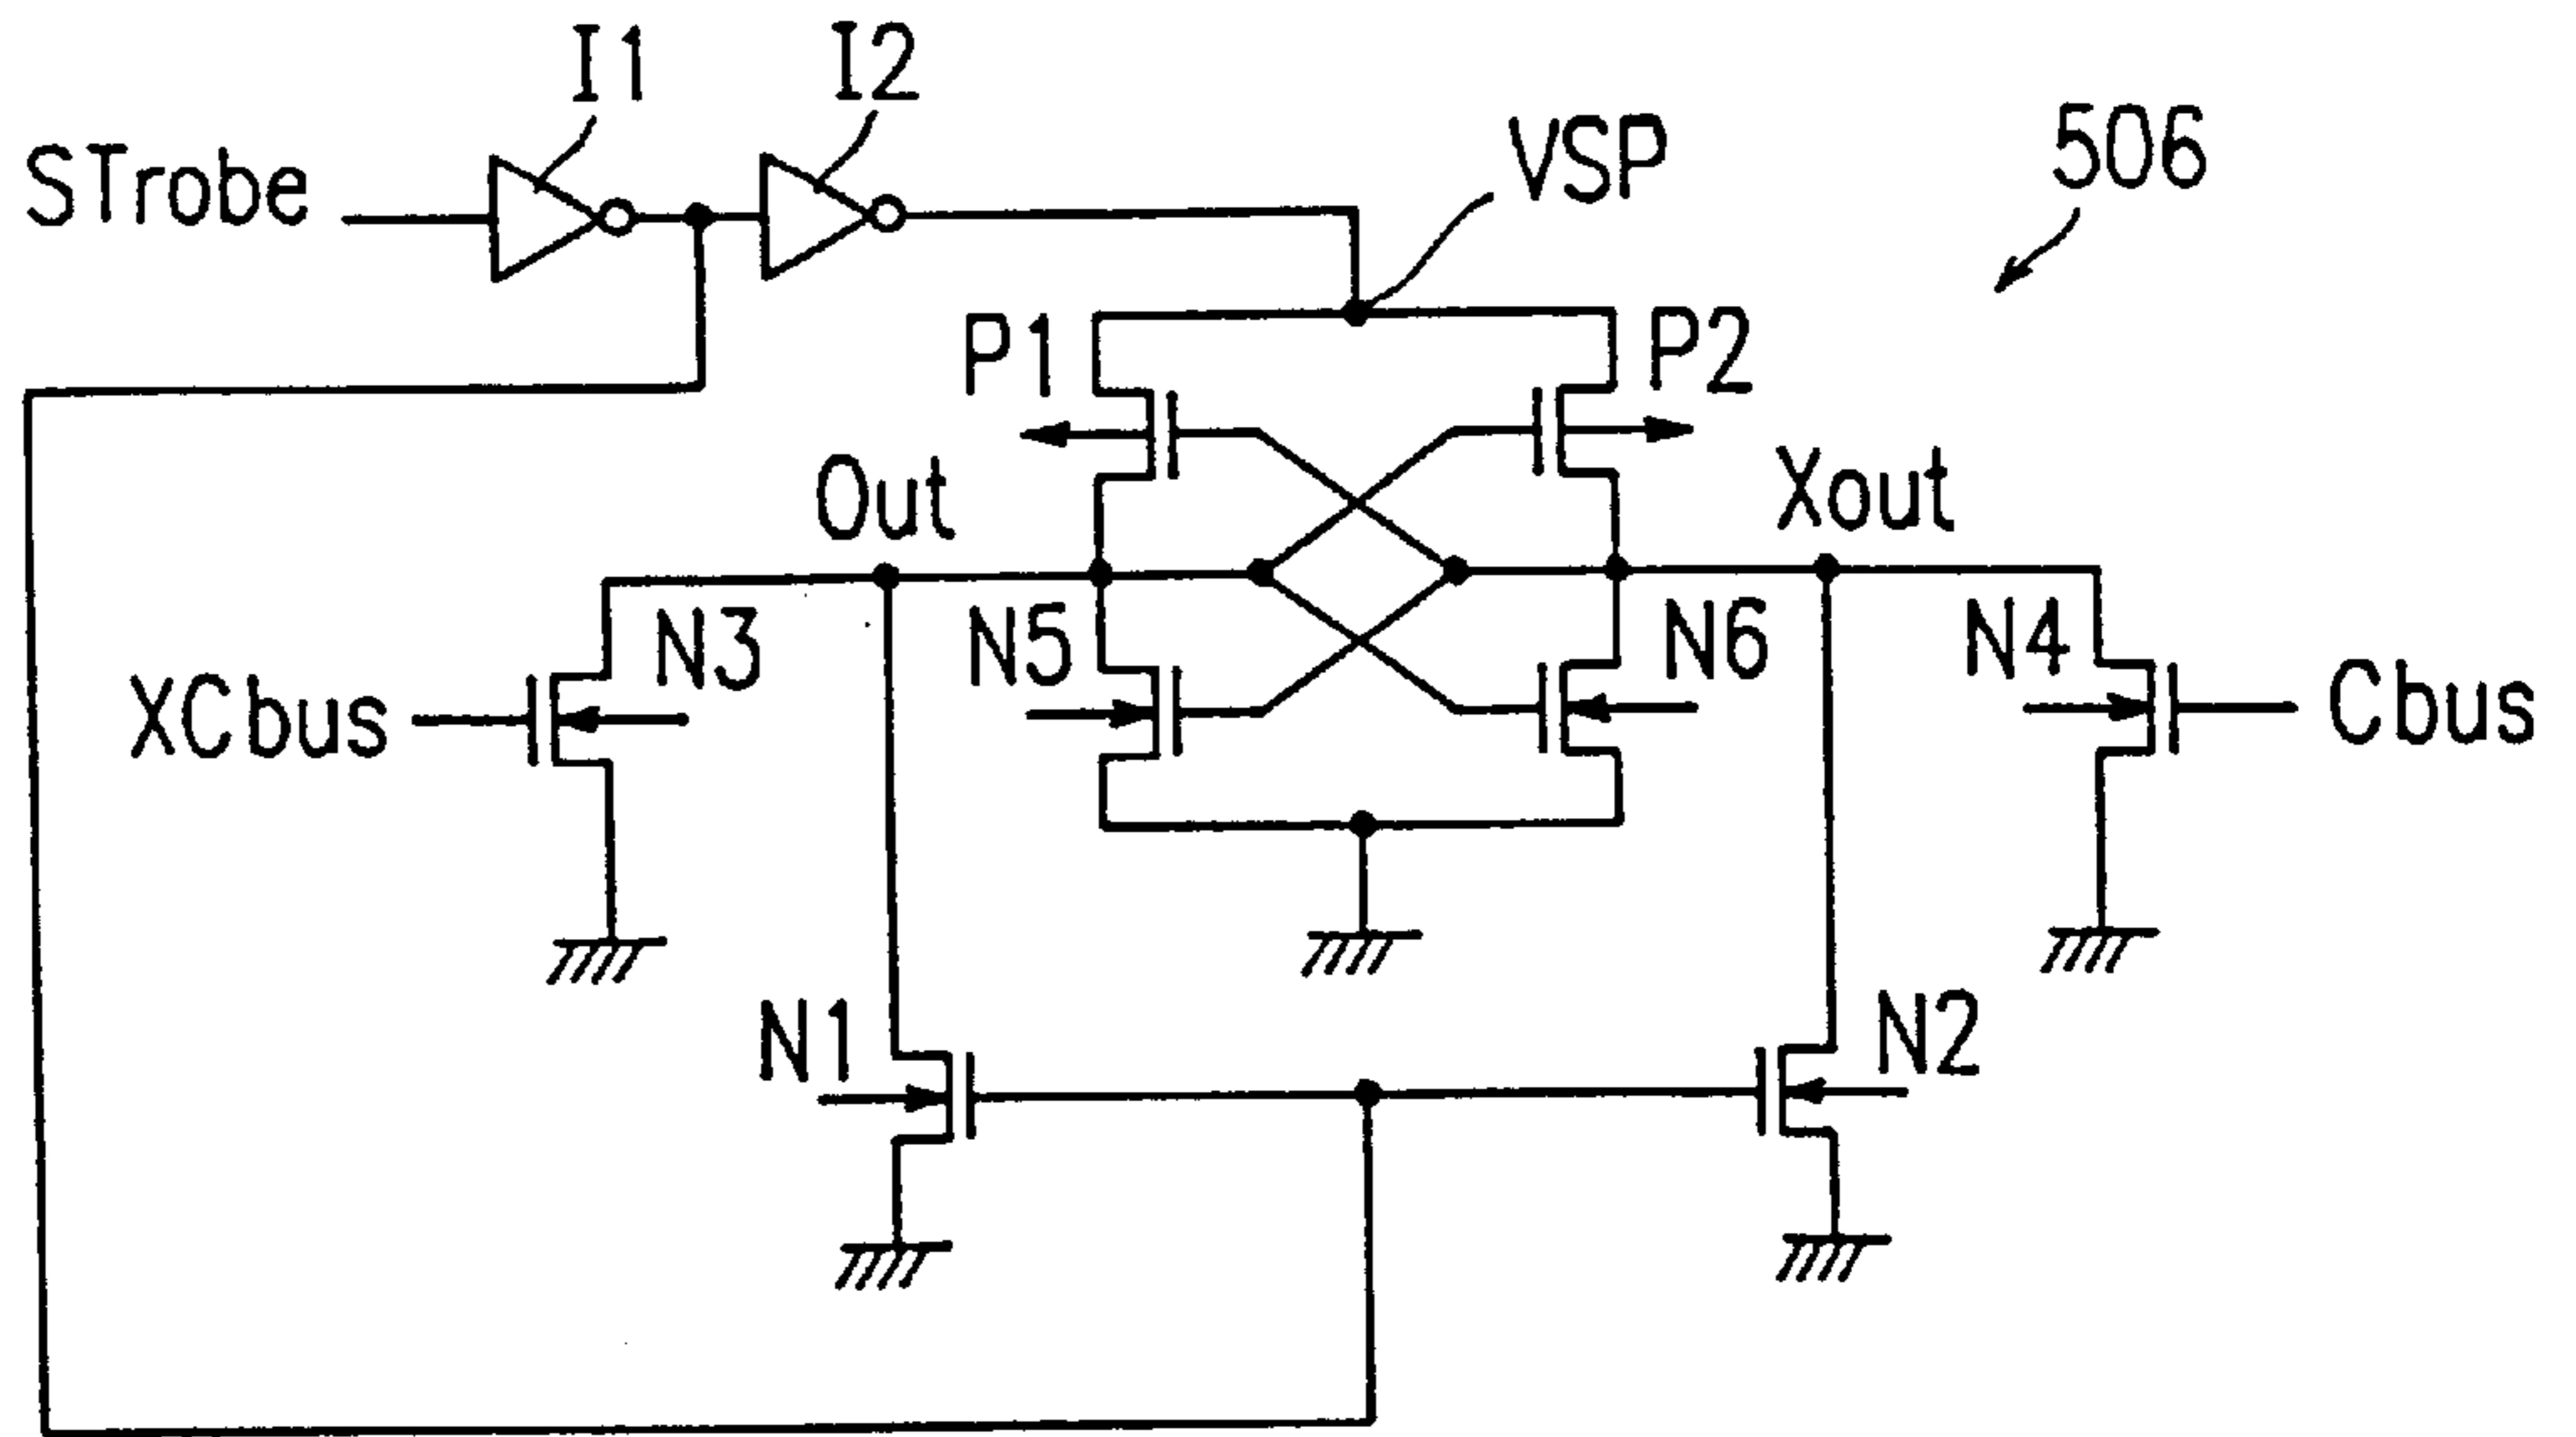 I1
I2
STrobe
VSP
506
P1
P2
Out
Xout
N3
N5
N6
N4
XCbus
Cbus
N1
N2